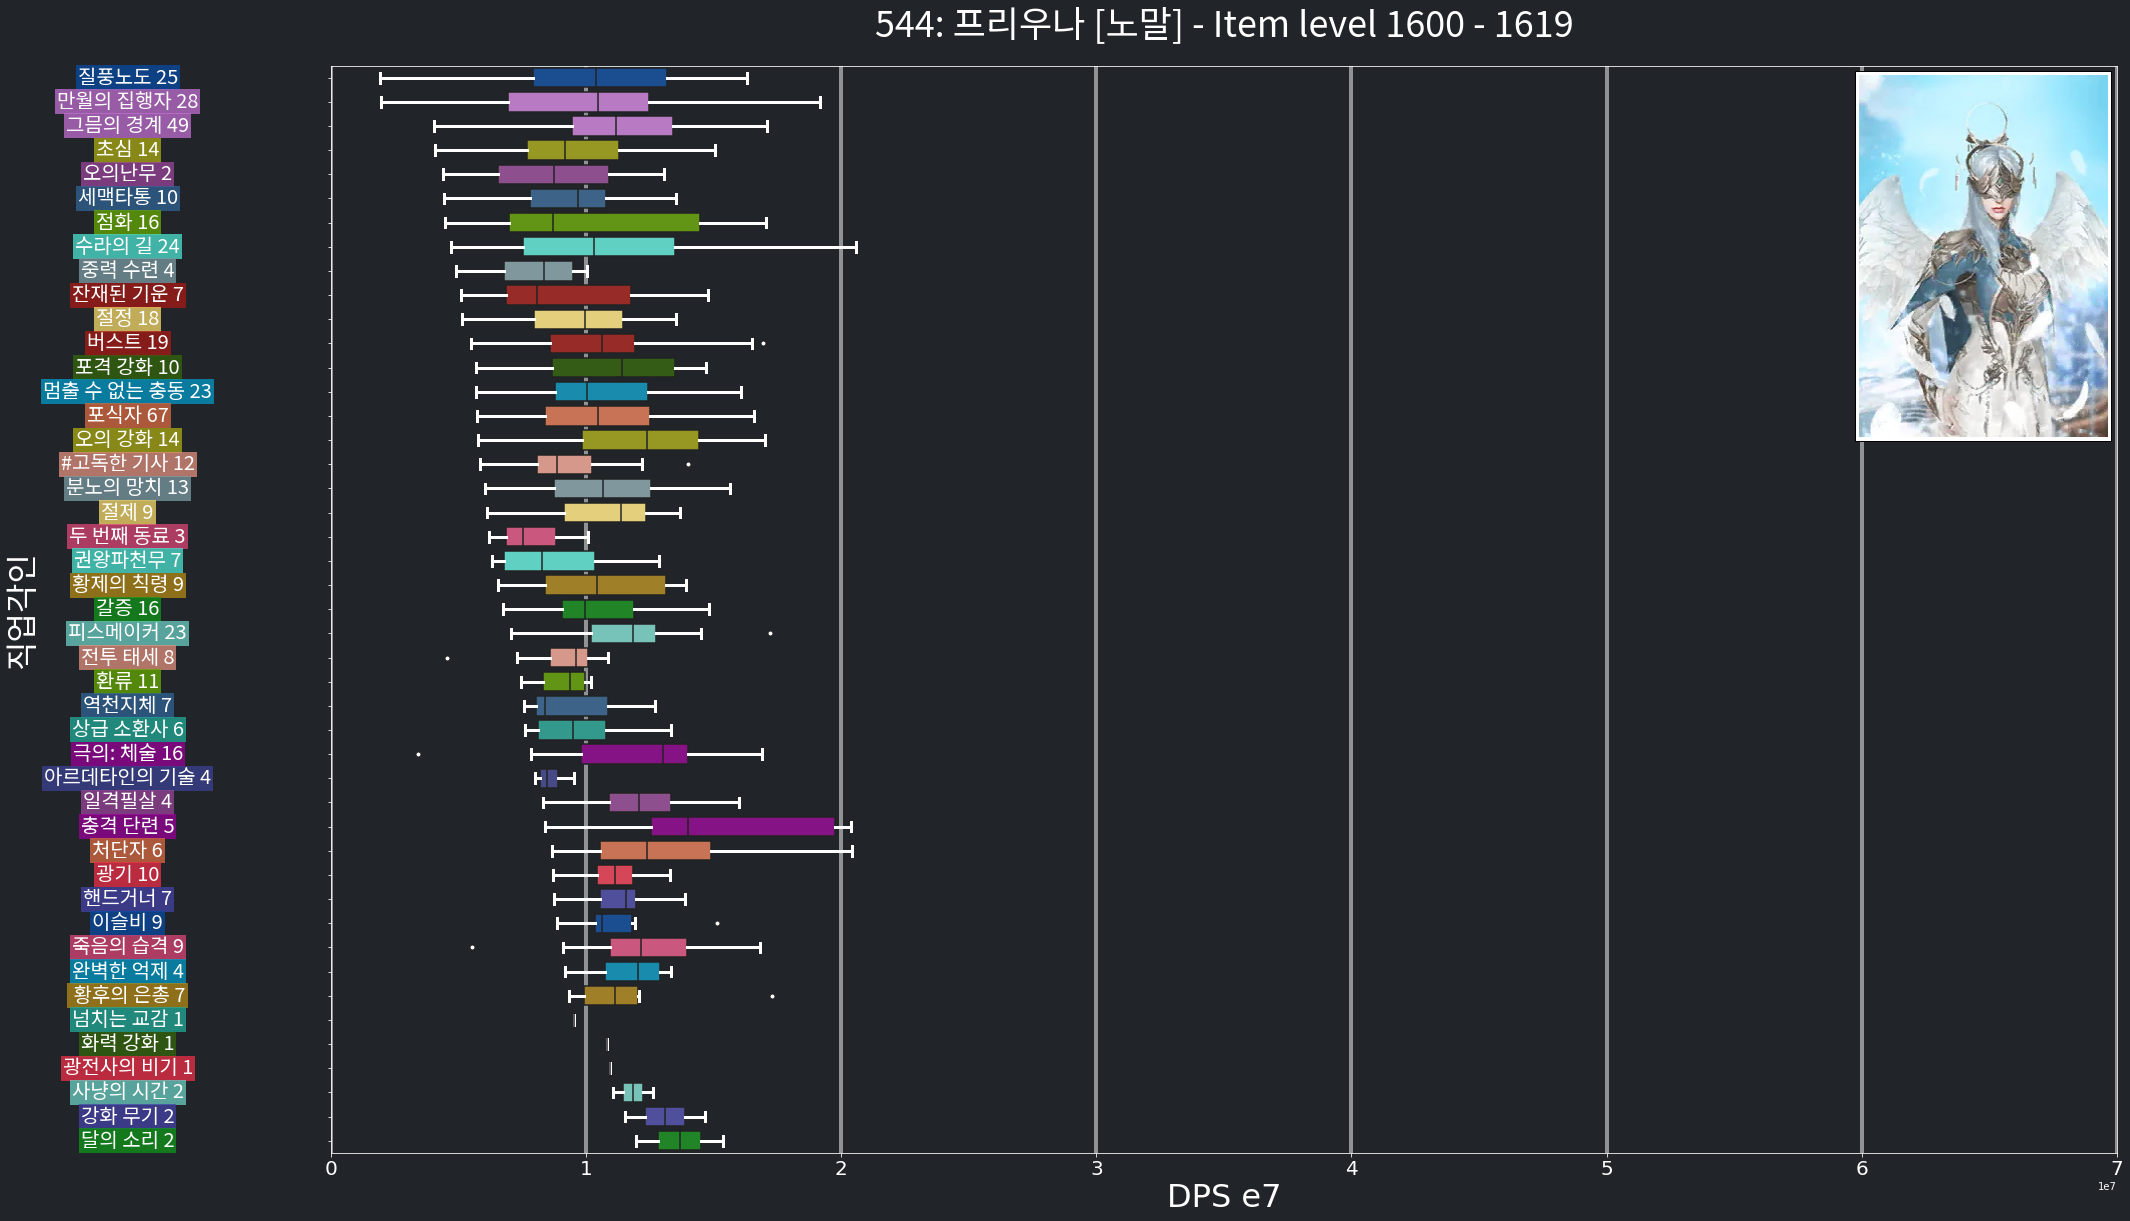 544: 프리우나 [노말] - Item level 1600 - 1619
질풍노도 25
만월의 집행자 28
그믐의 경계 49
초심 14
오의난무 2
세맥타통 10
점화 16
수라의 길 24
중력 수련 4
잔재된 기운 7
절정 18
버스트 19
포격 강화 10
멈출 수 없는 충동 23
포식자 67
오의 강화 14
#고독한 기사 12
분노의 망치 13
절제 9
두 번째 동료 3
권왕파천무 7
황제의 칙령 9
갈증 16
피스메이커 23
전투 태세 8
환류 11
역천지체 7
상급 소환사 6
극의: 체술 16
아르데타인의 기술 4
일격필살 4
충격 단련 5
처단자 6
광기 10
핸드거너 7
이슬비 9
죽음의 습격 9
완벽한 억제 4
황후의 은총 7
넘치는 교감 1
화력 강화 1
광전사의 비기 1
사냥의 시간 2
강화 무기 2
달의 소리 2
직업각인
0 1 2 3 4 5 6 7
1e7
DPS e7